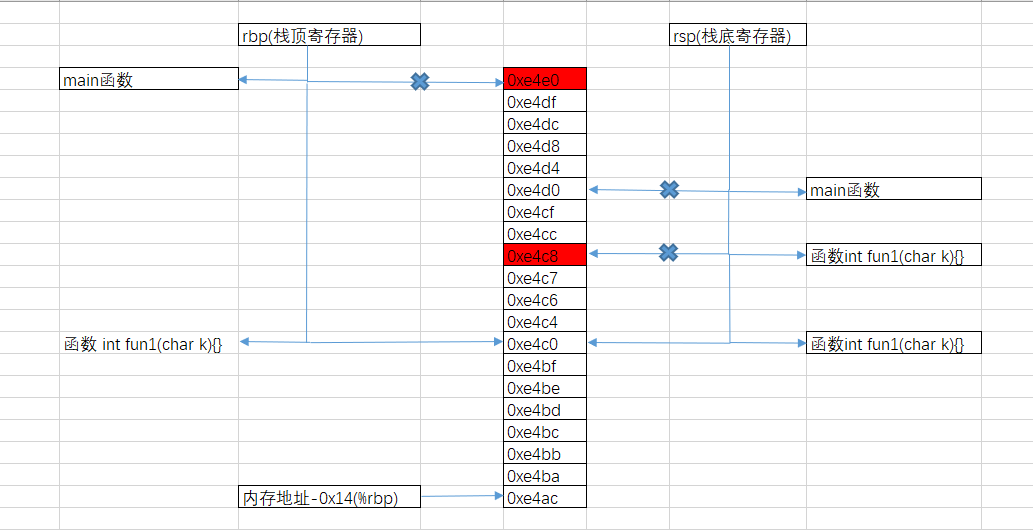 rbp(栈顶寄存器)
rsp(栈底寄存器)
main函数
0xe4e0
0xe4df
0xe4dc
0xe4d8
0xe4d4
0xe4d0
main函数
0xe4cf
0xe4cc
0xe4c8
函数int fun1(char k){}
0xe4c7
0xe4c6
0xe4c4
函数 int fun1(char k){}
0xe4c0
函数int fun1(char k){}
0xe4bf
0xe4be
0xe4bd
0xe4bc
0xe4bb
0xe4ba
内存地址-0x14(%rbp)
0xe4ac